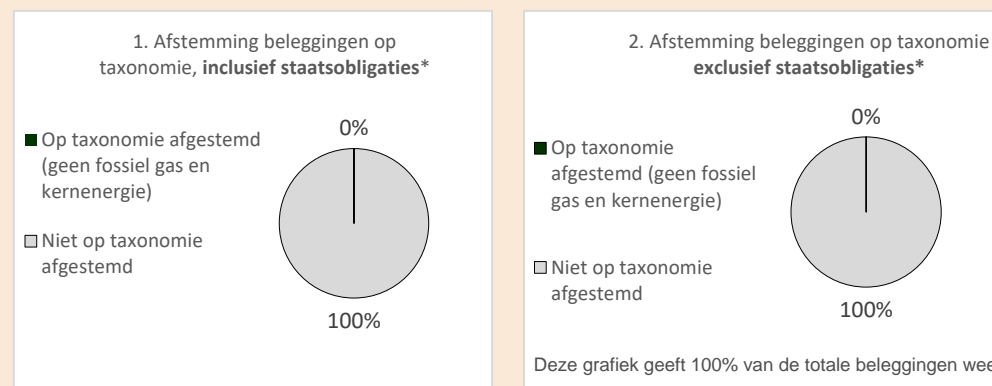 1. Afstemming beleggingen op
taxonomie, inclusief staatsobligaties*
Op taxonomie afgestemd
(geen fossiel gas en
kernenergie)
Niet op taxonomie
afgestemd
0%
100%
2. Afstemming beleggingen op taxonomie
exclusief staatsobligaties*
Op taxonomie
afgestemd (geen fossiel
gas en kernenergie)
Niet op taxonomie
afgestemd
0%
100%
Deze grafiek geeft 100% van de totale beleggingen